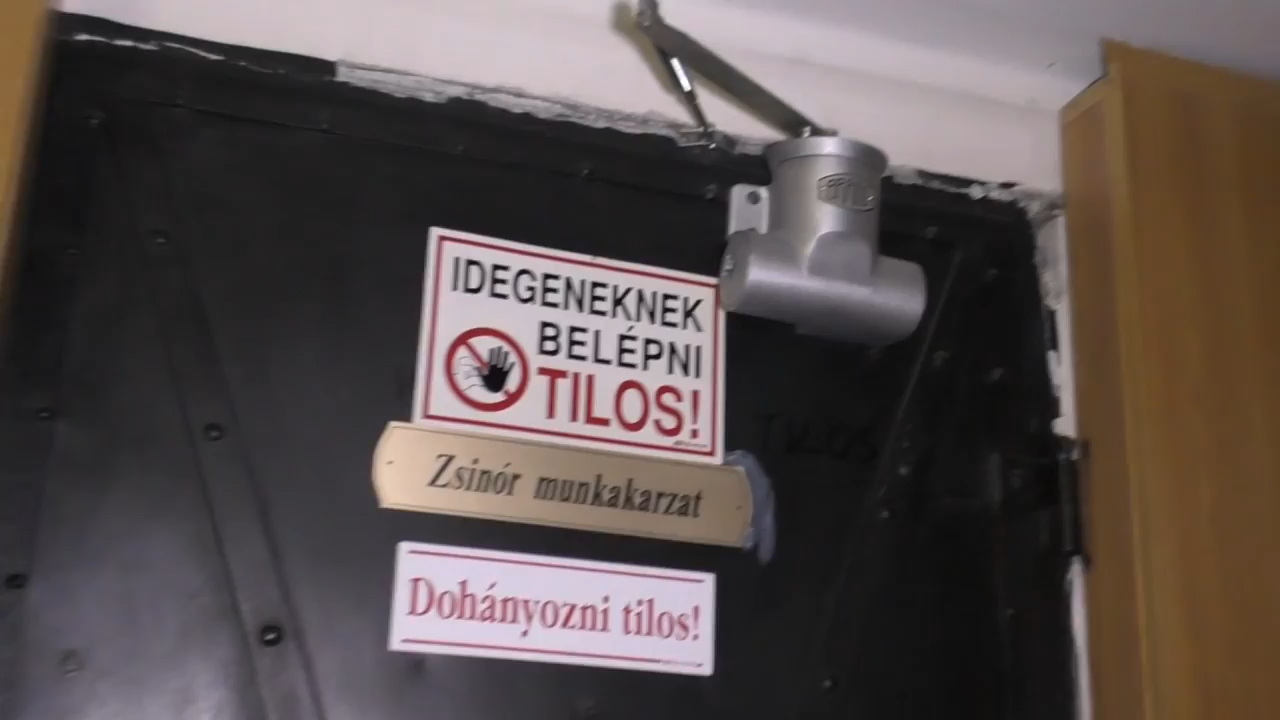 IDEGENEKNEK
BELÉPNI
TILOS!
Zsinór munkakarzat
Dohányozni tilos!